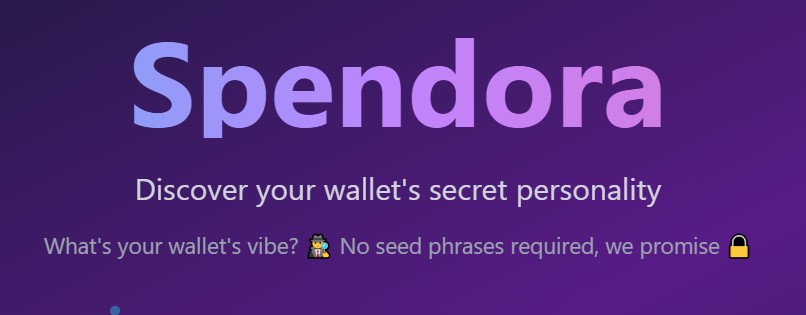 Spendora
Discover your wallet's secret personality
What's your wallet's vibe? 🕵️ No seed phrases required, we promise 🔒